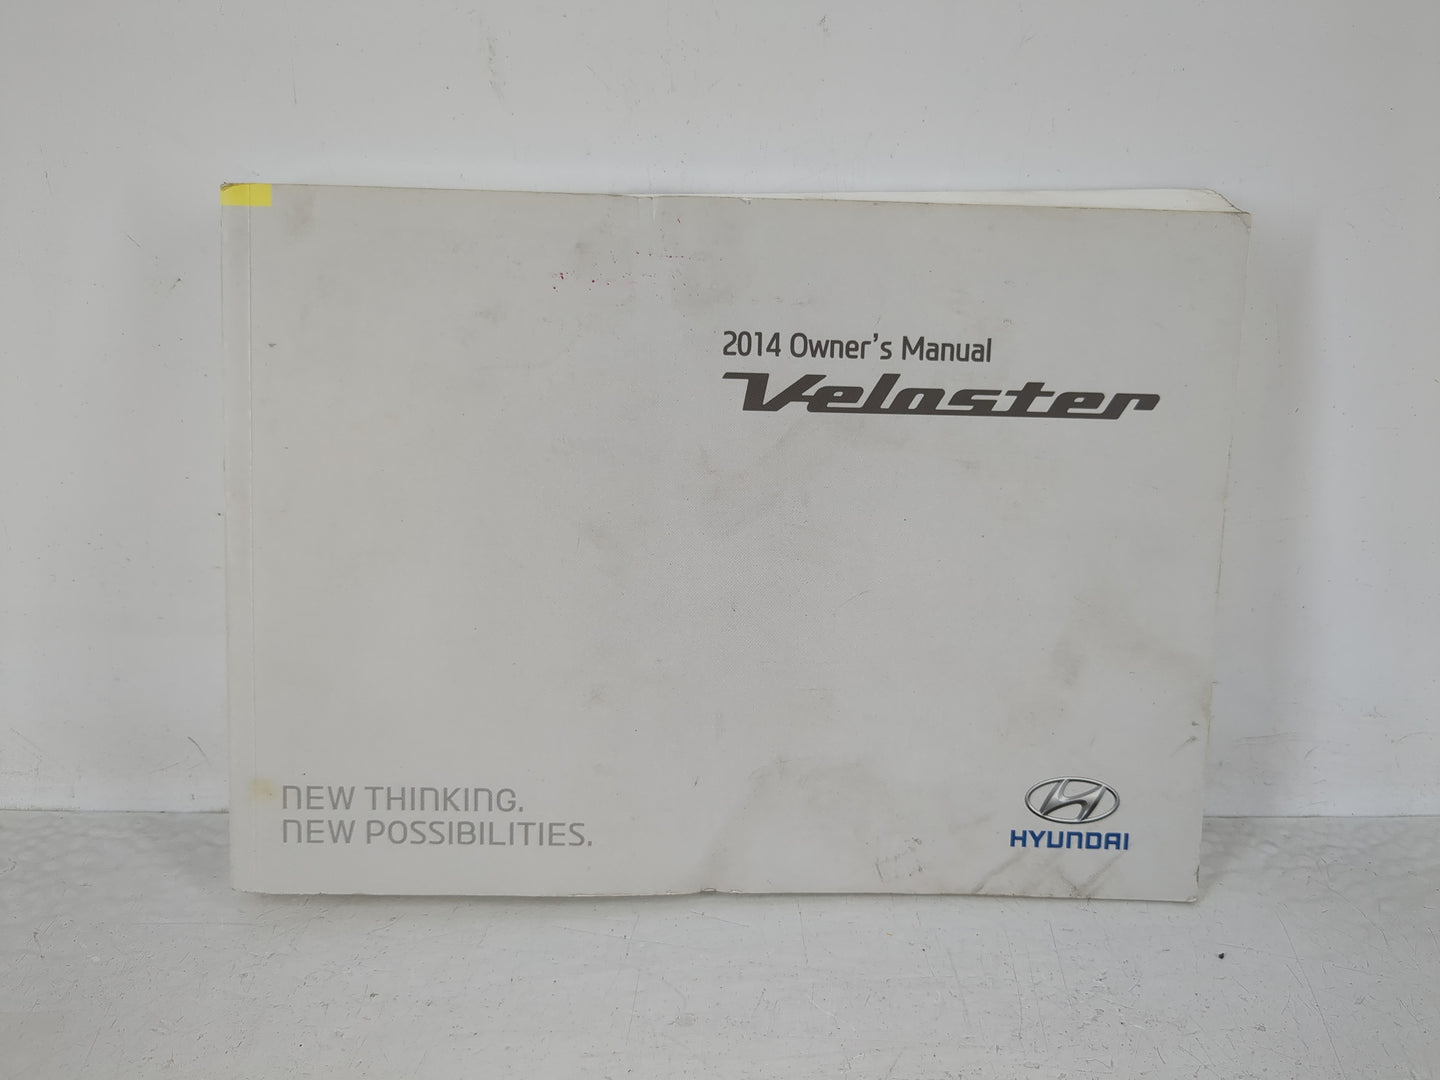 2014 Owner's Manual
Veloster
NEW THINKING.
NEW POSSIBILITIES.
HYUNDAI